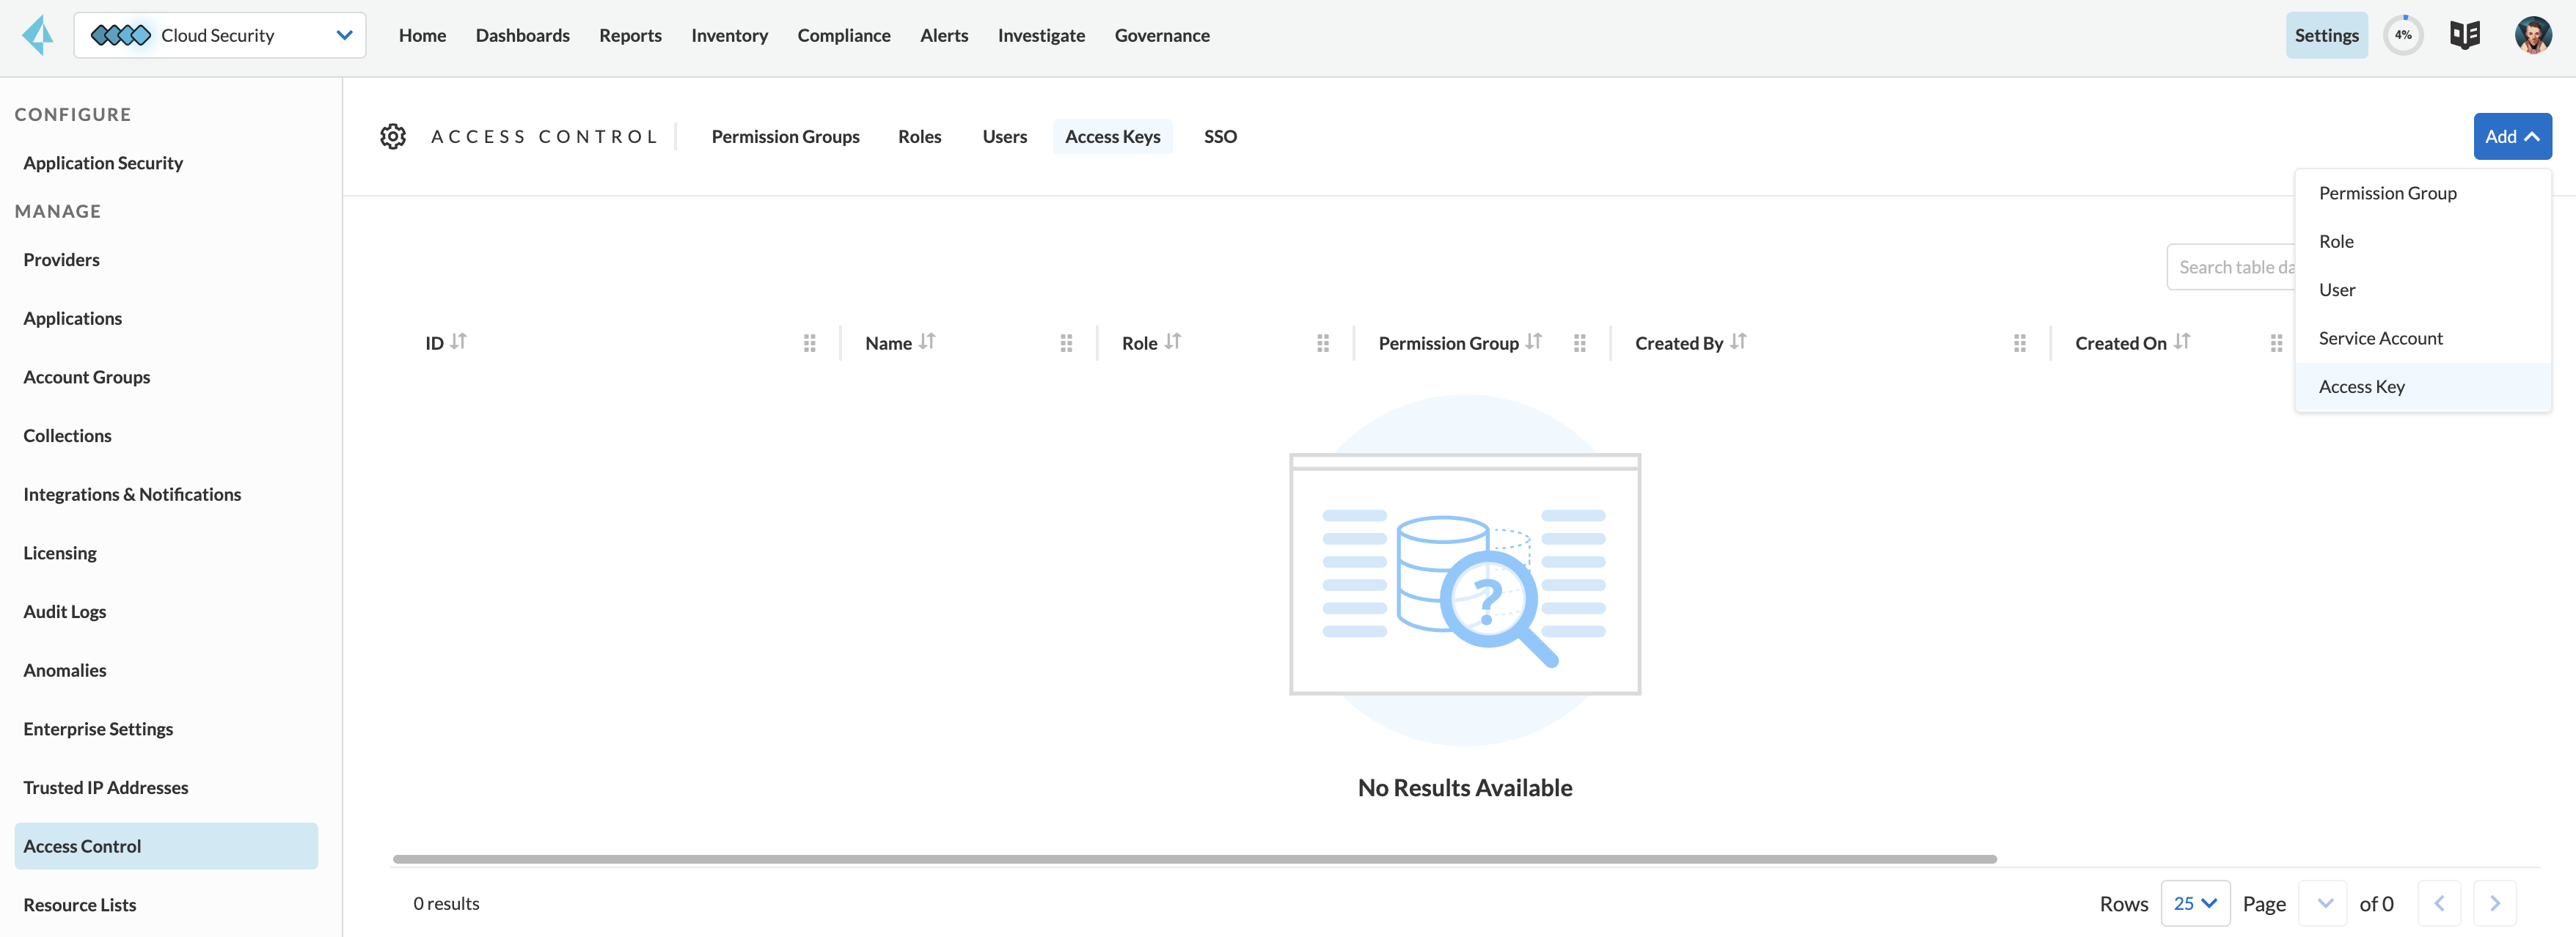 Cloud Security
Home
Dashboards
Reports
Inventory
Compliance
Alerts
Investigate
Governance
Settings
4%
CONFIGURE
Application Security
MANAGE
Providers
Applications
Account Groups
Collections
Integrations & Notifications
Licensing
Audit Logs
Anomalies
Enterprise Settings
Trusted IP Addresses
Access Control
Resource Lists
ACCESS CONTROL
Permission Groups
Roles
Users
Access Keys
SSO
Add
Permission Group
Role
User
Service Account
Access Key
Search table da
ID
Name
Role
Permission Group
Created By
Created On
?
No Results Available
0 results
Rows
25
Page
of 0